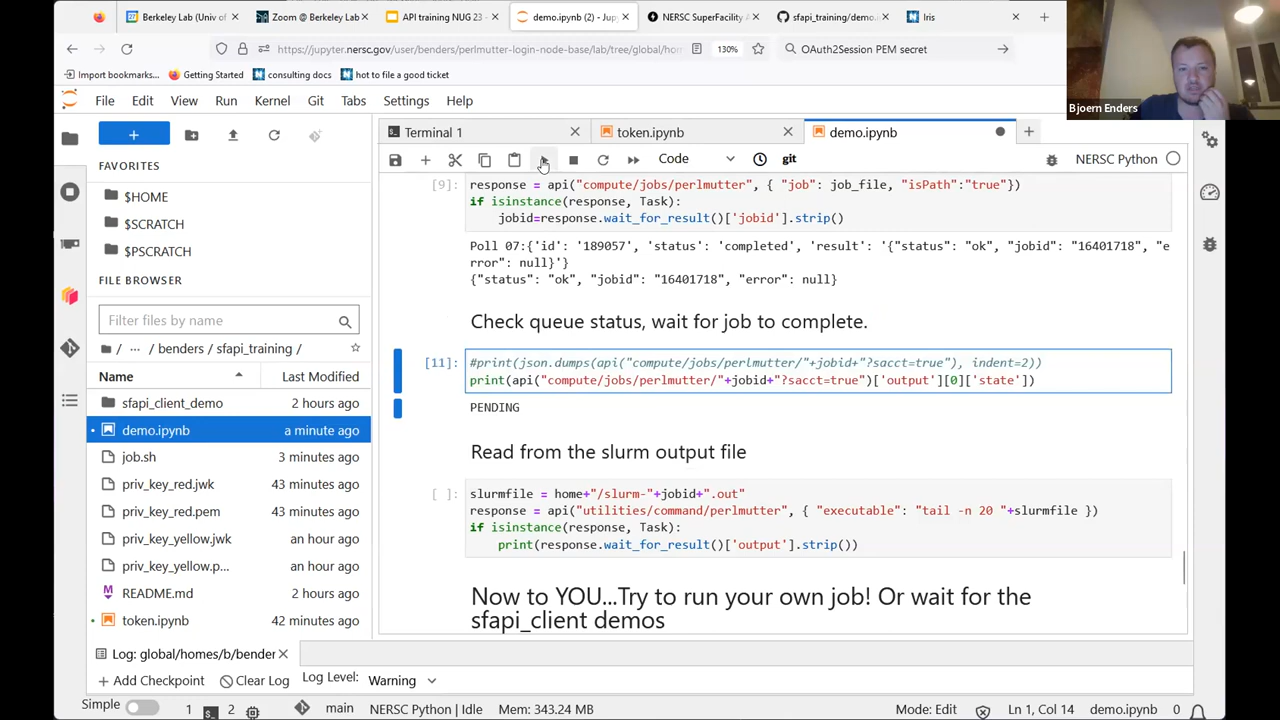 Berkeley Lab (Univ of
Zoom @ Berkeley Lab
API training NUG 23 -
demo.ipynb (2) - Jup
NERSC SuperFacility A
sfapi_training/demo.i
Iris
https://jupyter.nersc.gov/user/benders/perlmutter-login-node-base/lab/tree/global/ho
130%
OAuth2Session PEM secret
Import bookmarks...
Getting Started
consulting docs
hot to file a good ticket
Bjoern Enders
File Edit View Run Kernel Git Tabs Settings Help
Terminal 1
token.ipynb
demo.ipynb
Code
git
NERSC Python
FAVORITES
$HOME
$SCRATCH
$PSCRATCH
FILE BROWSER
Filter files by name
/ ... / benders / sfapi_training /
Name Last Modified
sfapi_client_demo 2 hours ago
demo.ipynb a minute ago
job.sh 3 minutes ago
priv_key_red.jwk 43 minutes ago
priv_key_red.pem 43 minutes ago
priv_key_yellow.jwk an hour ago
priv_key_yellow.p... an hour ago
README.md 2 hours ago
token.ipynb 42 minutes ago
[9]: response = api("compute/jobs/perlmutter", { "job": job_file, "isPath":"true"})
if isinstance(response, Task):
jobid=response.wait_for_result()['jobid'].strip()
Poll 07:{'id': '189057', 'status': 'completed', 'result': '{"status": "ok", "jobid": "16401718", "e
rror": null}'}
{"status": "ok", "jobid": "16401718", "error": null}
Check queue status, wait for job to complete.
[11]: #print(json.dumps(api("compute/jobs/perlmutter/"+jobid+"?sacct=true"), indent=2))
print(api("compute/jobs/perlmutter/"+jobid+"?sacct=true")['output'][0]['state'])
PENDING
Read from the slurm output file
[ ]: slurmfile = home+"/slurm-"+jobid+".out"
response = api("utilities/command/perlmutter", { "executable": "tail -n 20 "+slurmfile })
if isinstance(response, Task):
print(response.wait_for_result()['output'].strip())
Now to YOU...Try to run your own job! Or wait for the
sfapi_client demos
Log: global/homes/b/bender
Add Checkpoint
Clear Log
Log Level:
Warning
Simple
1
2
main
NERSC Python | Idle
Mem: 343.24 MB
Mode: Edit
Ln 1, Col 14
demo.ipynb
0